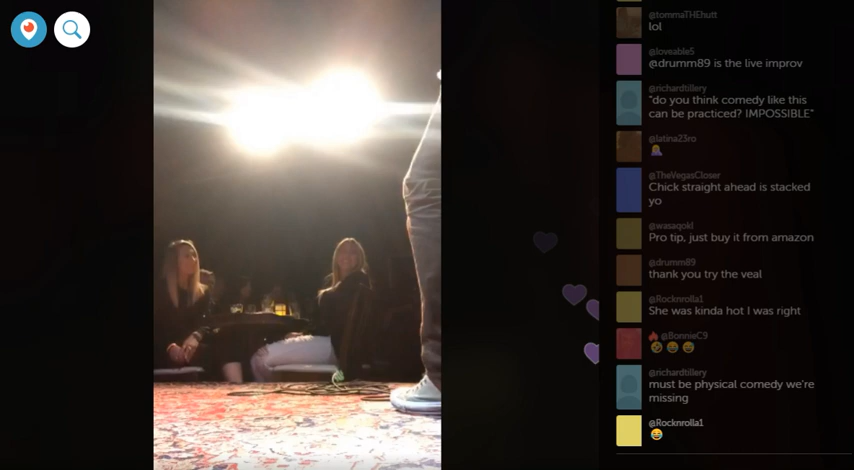 @tommaTHEhutt
lol
@loveable5
@drumm89 is the live improv
@richardtillery
"do you think comedy like this
can be practiced? IMPOSSIBLE"
@latina23ro
@TheVegasCloser
Chick straight ahead is stacked
yo
@wasaqokl
Pro tip, just buy it from amazon
@drumm89
thank you try the veal
@Rocknrolla1
She was kinda hot I was right
@BonnieC9
@richardtillery
must be physical comedy we're
missing
@Rocknrolla1